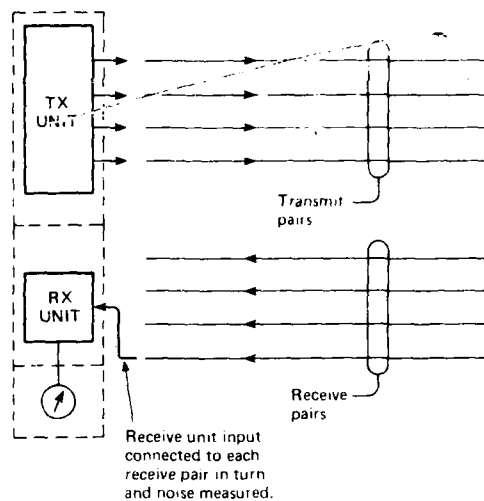 TX
UNIT
Transmit
pairs
RX
UNIT
Receive
pairs
Receive unit input
connected to each
receive pair in turn
and noise measured.